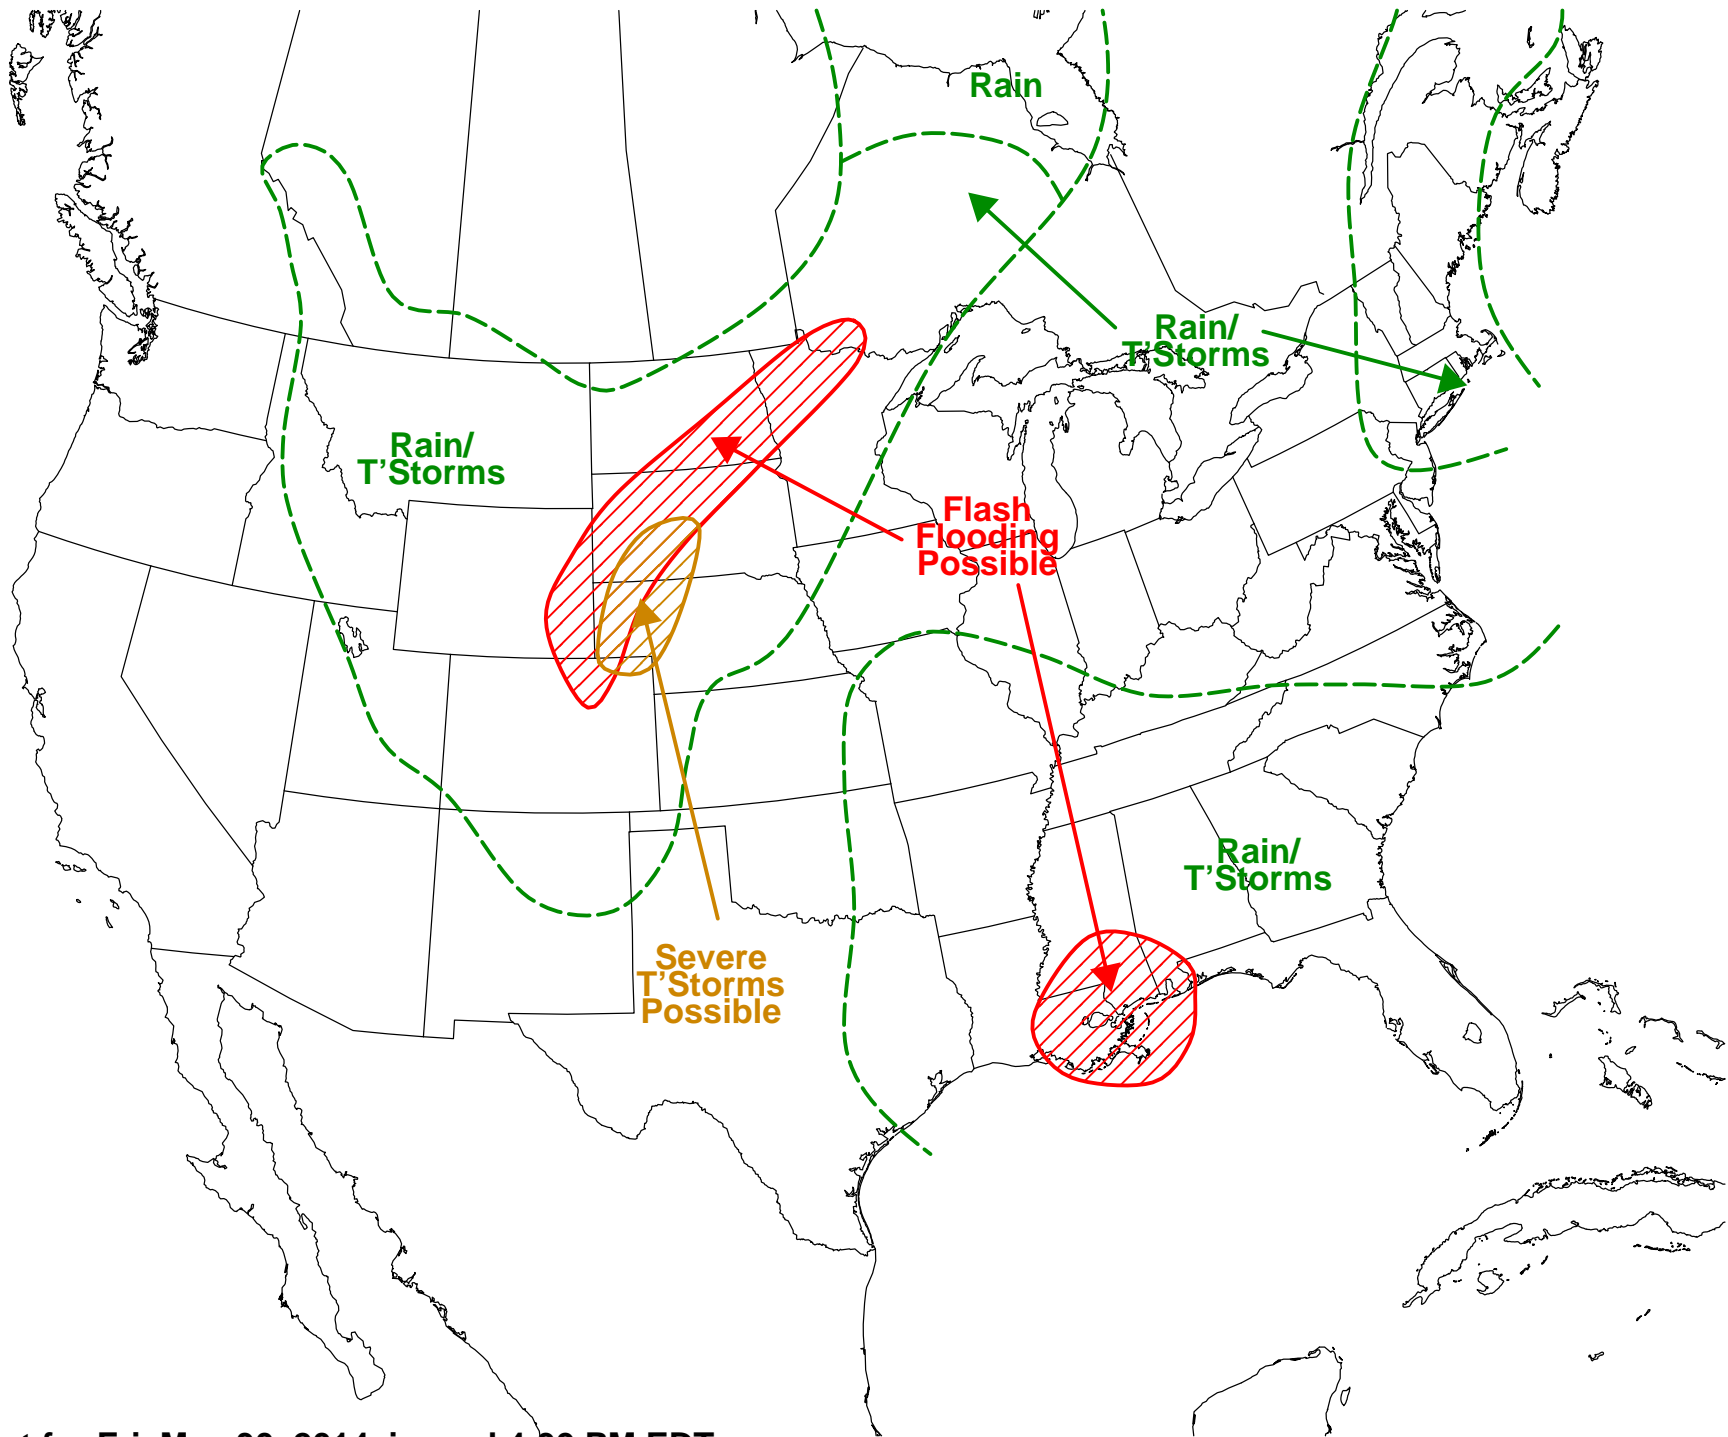 Rain
Rain/
T'Storms
Rain/
T'Storms
Flash
Flooding
Possible
Rain/
T'Storms
Severe
T'Storms
Possible